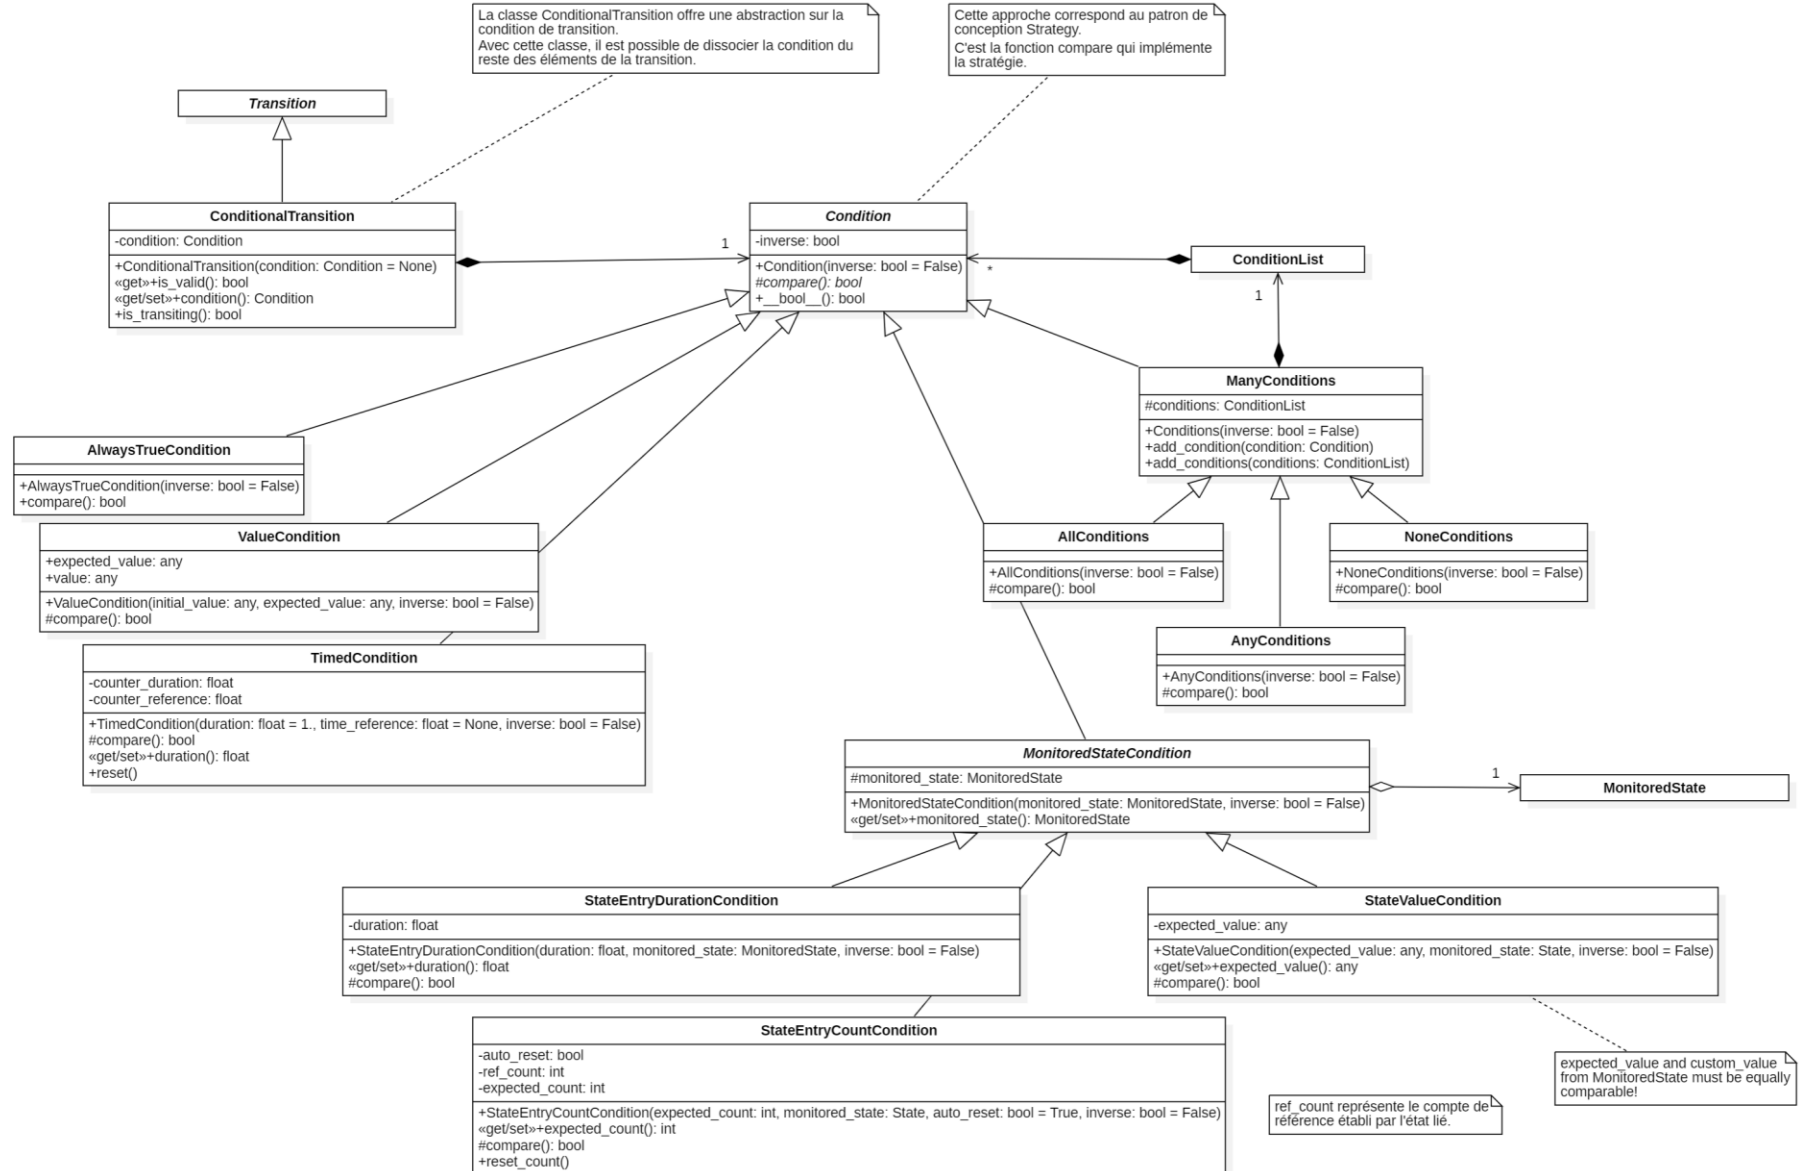 La classe ConditionalTransition offre une abstraction sur la
condition de transition.
Avec cette classe, il est possible de dissocier la condition du
reste des éléments de la transition.
Cette approche correspond au patron de
conception Strategy.
C'est la fonction compare qui implémente
la stratégie.
Transition
ConditionalTransition
-condition: Condition
+ConditionalTransition(condition: Condition = None)
«get»+is_valid(): bool
«get/set»+condition(): Condition
+is_transiting(): bool
1
Condition
-inverse: bool
+Condition(inverse: bool = False)
#compare(): bool
+__bool__(): bool
*
ConditionList
1
ManyConditions
#conditions: ConditionList
+Conditions(inverse: bool = False)
+add_condition(condition: Condition)
+add_conditions(conditions: ConditionList)
AlwaysTrueCondition
+AlwaysTrueCondition(inverse: bool = False)
+compare(): bool
ValueCondition
+expected_value: any
+value: any
+ValueCondition(initial_value: any, expected_value: any, inverse: bool = False)
#compare(): bool
AllConditions
+AllConditions(inverse: bool = False)
#compare(): bool
NoneConditions
+NoneConditions(inverse: bool = False)
#compare(): bool
AnyConditions
+AnyConditions(inverse: bool = False)
#compare(): bool
TimedCondition
-counter_duration: float
-counter_reference: float
+TimedCondition(duration: float = 1., time_reference: float = None, inverse: bool = False)
#compare(): bool
«get/set»+duration(): float
+reset()
MonitoredStateCondition
#monitored_state: MonitoredState
+MonitoredStateCondition(monitored_state: MonitoredState, inverse: bool = False)
«get/set»+monitored_state(): MonitoredState
1
MonitoredState
StateEntryDurationCondition
-duration: float
+StateEntryDurationCondition(duration: float, monitored_state: MonitoredState, inverse: bool = False)
«get/set»+duration(): float
#compare(): bool
StateValueCondition
-expected_value: any
+StateValueCondition(expected_value: any, monitored_state: State, inverse: bool = False)
«get/set»+expected_value(): any
#compare(): bool
StateEntryCountCondition
-auto_reset: bool
-ref_count: int
-expected_count: int
+StateEntryCountCondition(expected_count: int, monitored_state: State, auto_reset: bool = True, inverse: bool = False)
«get/set»+expected_count(): int
#compare(): bool
+reset_count()
ref_count représente le compte de
référence établi par l'état lié.
expected_value and custom_value
from MonitoredState must be equally
comparable!